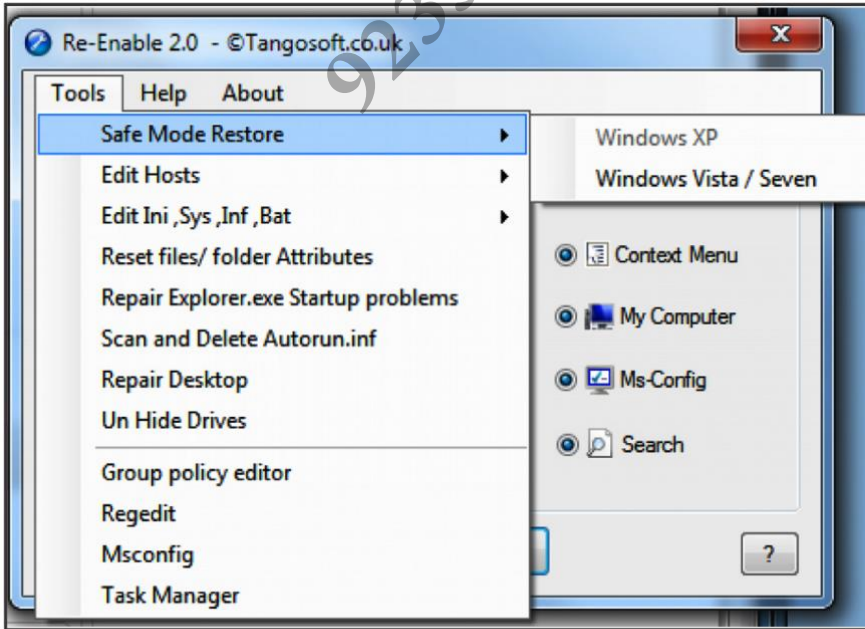 Re-Enable 2.0 - ©Tangosoft.co.uk
Tools Help About
Safe Mode Restore
Windows XP
Windows Vista / Seven
Edit Hosts
Edit Ini ,Sys ,Inf ,Bat
Reset files/ folder Attributes
Repair Explorer.exe Startup problems
Scan and Delete Autorun.inf
Repair Desktop
Un Hide Drives
Group policy editor
Regedit
Msconfig
Task Manager
Context Menu
My Computer
Ms-Config
Search
?